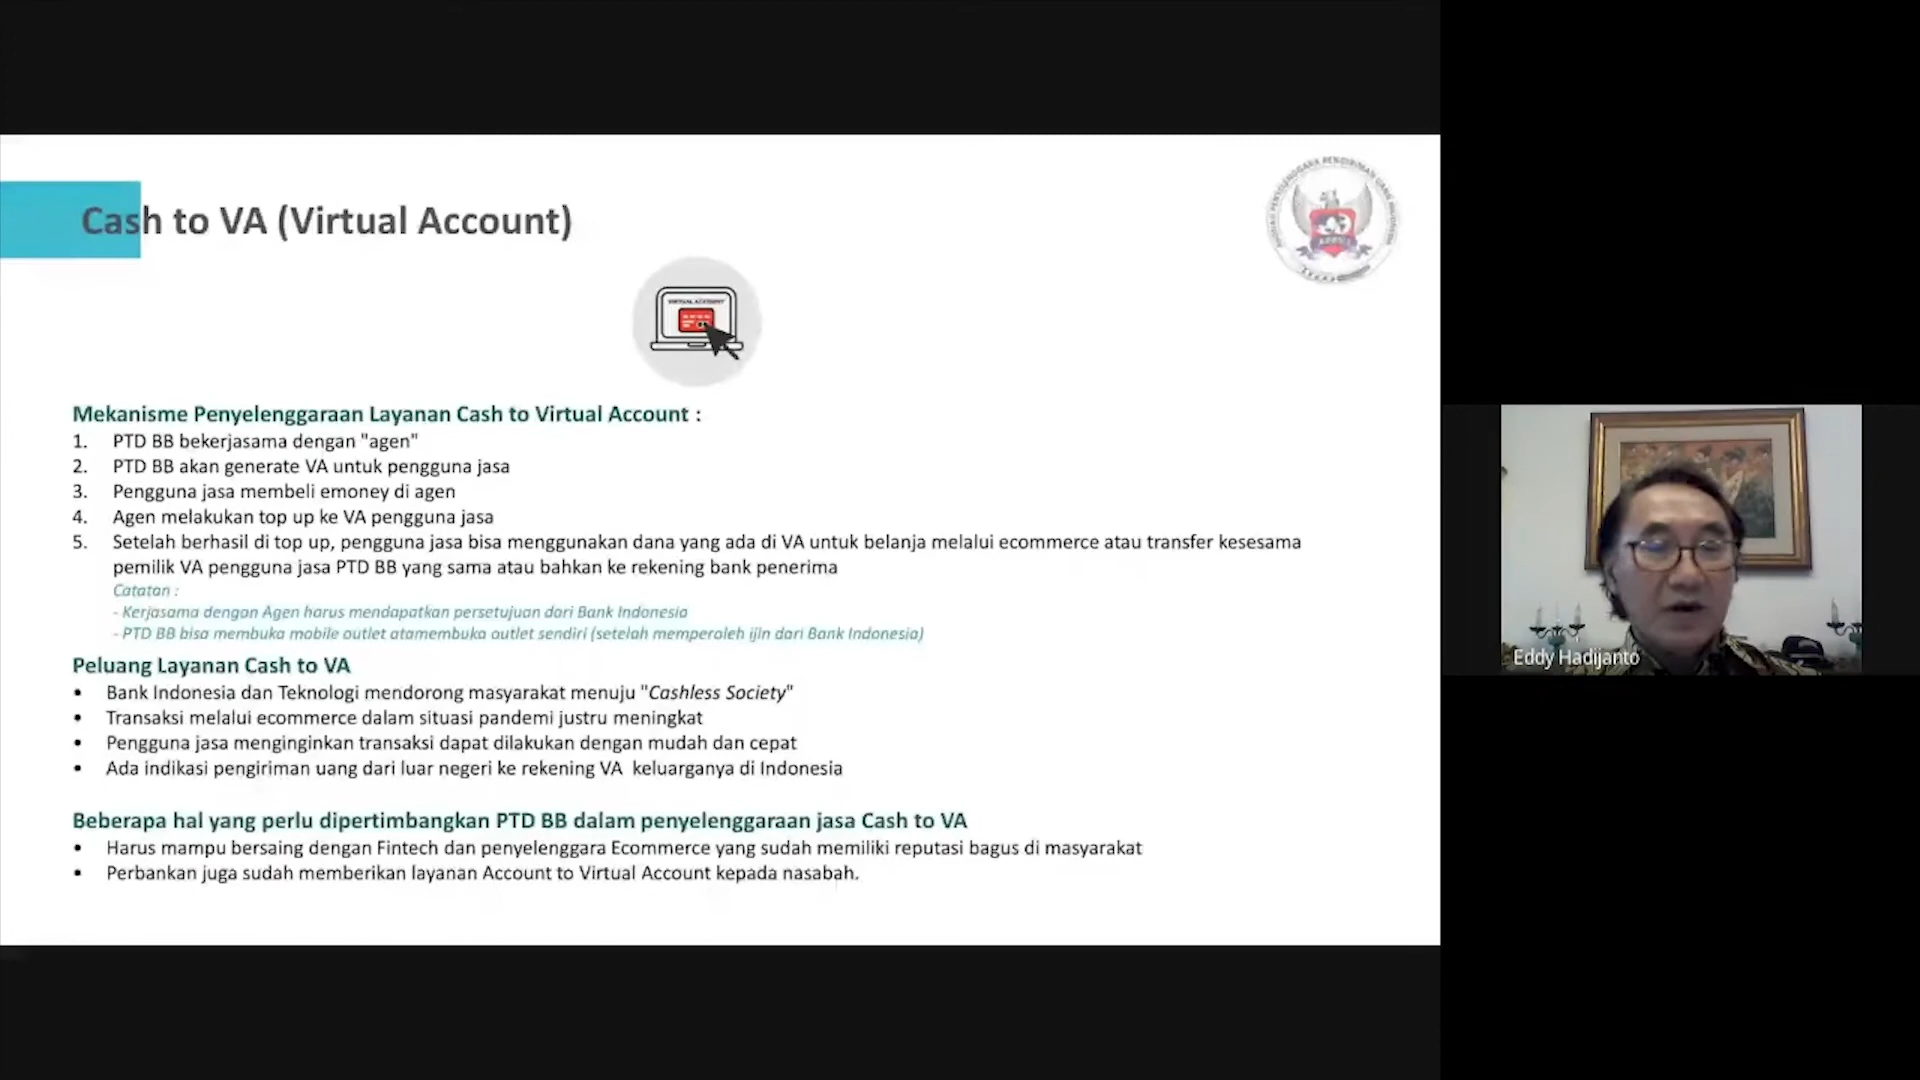 Cash to VA (Virtual Account)
VIRTUAL ACCOUNT
Mekanisme Penyelenggaraan Layanan Cash to Virtual Account :
1. PTD BB bekerjasama dengan "agen"
2. PTD BB akan generate VA untuk pengguna jasa
3. Pengguna jasa membeli emoney di agen
4. Agen melakukan top up ke VA pengguna jasa
5. Setelah berhasil di top up, pengguna jasa bisa menggunakan dana yang ada di VA untuk belanja melalui ecommerce atau transfer kesesama
pemilik VA pengguna jasa PTD BB yang sama atau bahkan ke rekening bank penerima
Catatan :
- Kerjasama dengan Agen harus mendapatkan persetujuan dari Bank Indonesia
- PTD BB bisa membuka mobile outlet atamembuka outlet sendiri (setelah memperoleh ijin dari Bank Indonesia)
Peluang Layanan Cash to VA
• Bank Indonesia dan Teknologi mendorong masyarakat menuju "Cashless Society"
• Transaksi melalui ecommerce dalam situasi pandemi justru meningkat
• Pengguna jasa menginginkan transaksi dapat dilakukan dengan mudah dan cepat
• Ada indikasi pengiriman uang dari luar negeri ke rekening VA keluarganya di Indonesia
Beberapa hal yang perlu dipertimbangkan PTD BB dalam penyelenggaraan jasa Cash to VA
• Harus mampu bersaing dengan Fintech dan penyelenggara Ecommerce yang sudah memiliki reputasi bagus di masyarakat
• Perbankan juga sudah memberikan layanan Account to Virtual Account kepada nasabah.
Eddy Hadijanto